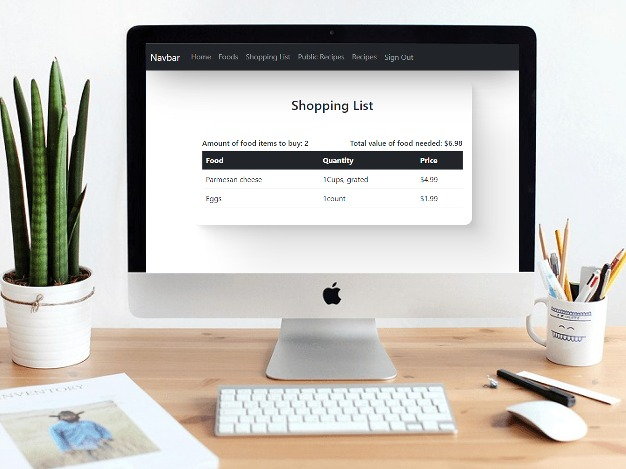 Navbar Home Foods Shopping List Public Recipes Recipes Sign Out
Shopping List
Amount of food items to buy: 2 Total value of food needed: $6.98
Food Quantity Price
Parmesan cheese 1Cups, grated $4.99
Eggs 1count $1.99
INVENTORY